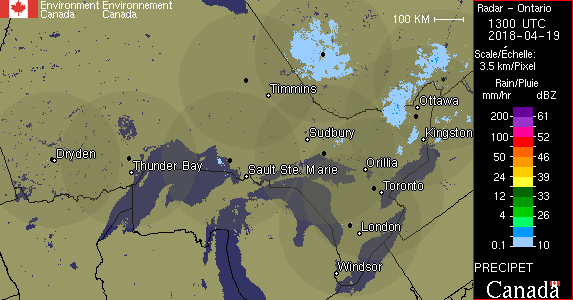 Environment Environnement
Canada Canada
100 KM
Timmins
Ottawa
Sudbury
Kingston
Dryden
Thunder Bay
Sault Ste. Marie
Orillia
Toronto
London
Windsor
Radar - Ontario
1300 UTC
2018-04-19
Scale/Échelle:
3.5 km/Pixel
Rain/Pluie
mm/hr dBZ
200 61
100 52
50 46
24 39
12 33
4 26
0.1 10
PRECIPET
Canada